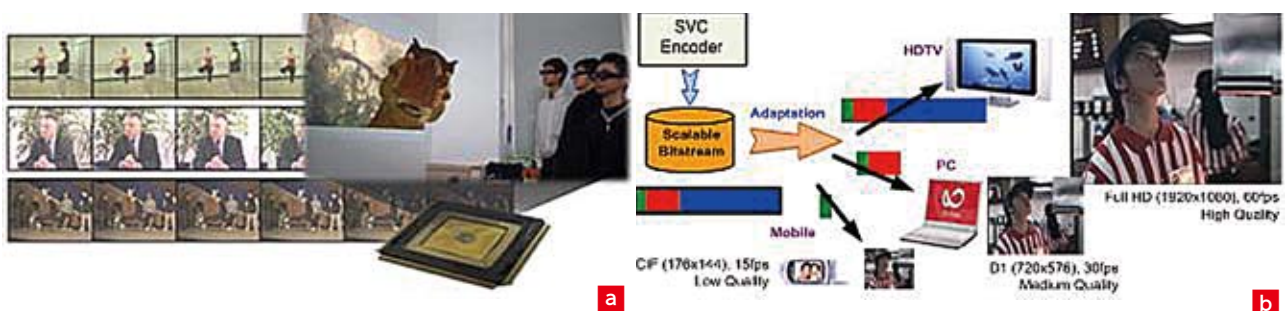 SVC
Encoder
HDTV
Adaptation
Scalable
Bitstream
PC
Full HD (1920x1080), 60fps
High Quality
Mobile
CIF (176x144), 15fps
Low Quality
D1 (720x576), 30fps
Medium Quality
a
b